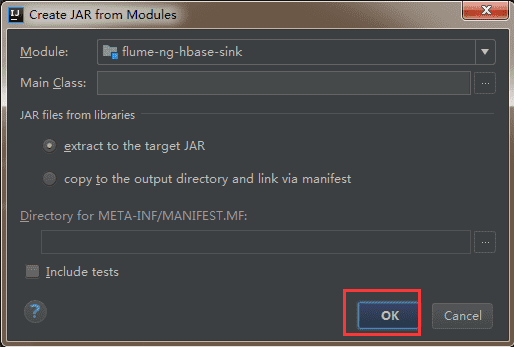 Create JAR from Modules
Module:
flume-ng-hbase-sink
Main Class:
...
JAR files from libraries
extract to the target JAR
copy to the output directory and link via manifest
Directory for META-INF/MANIFEST.MF:
...
Include tests
?
OK
Cancel